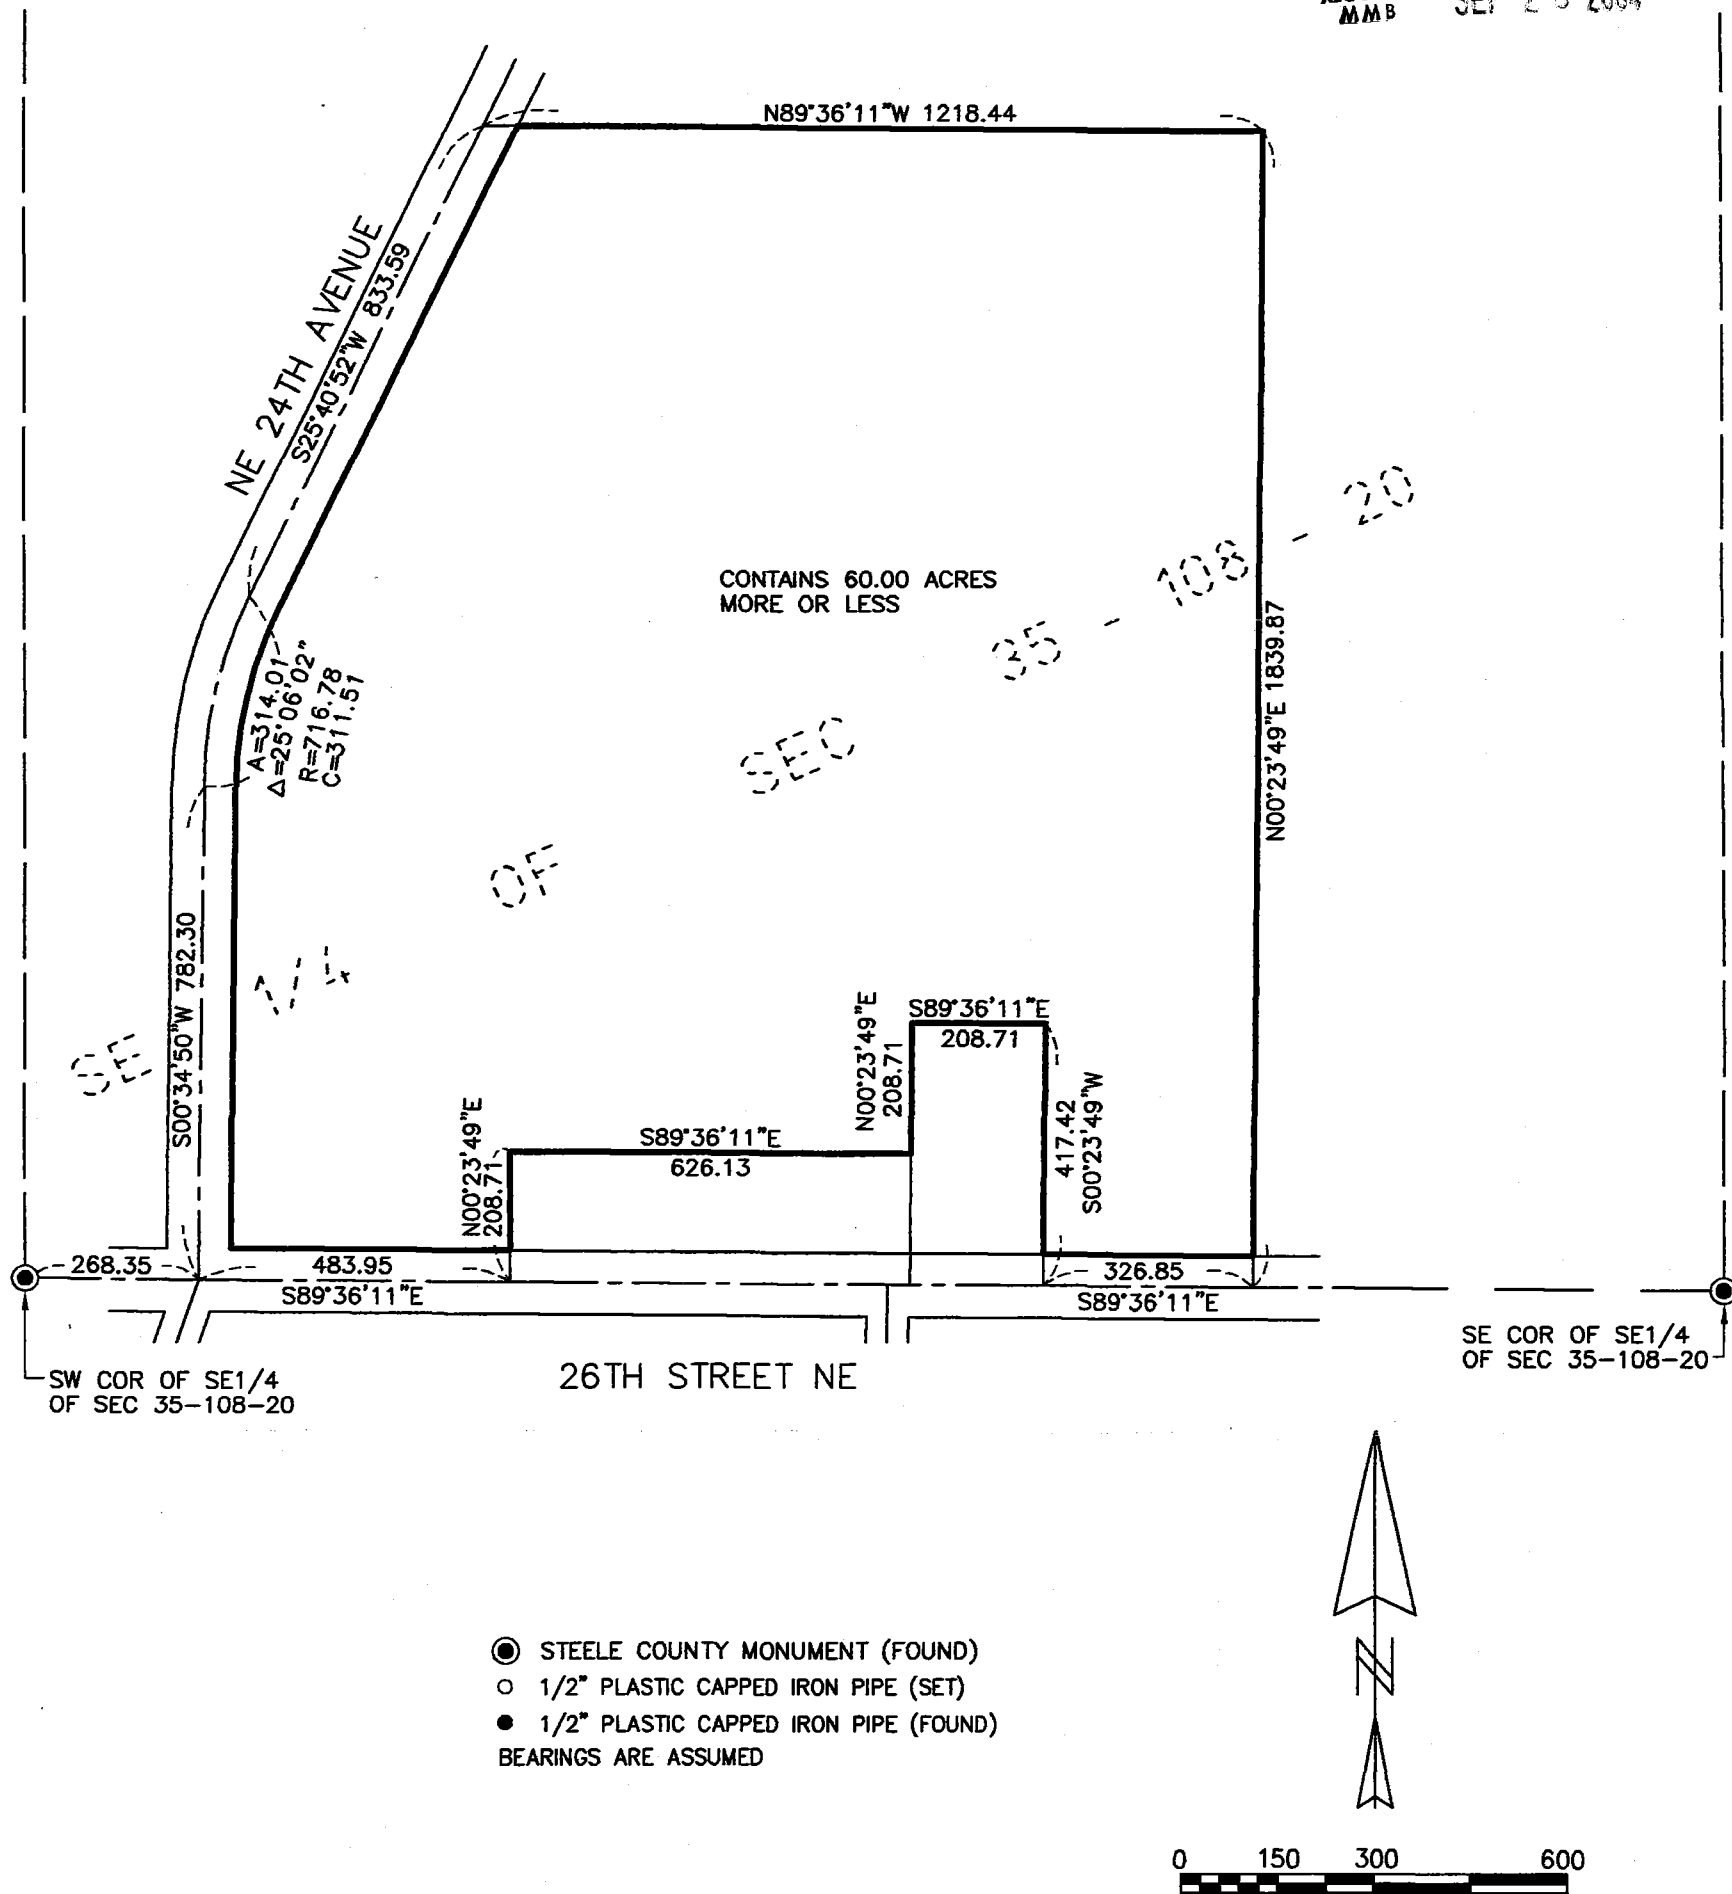 MMB
N89°36'11"W 1218.44
NE 24TH AVENUE
S25°40'52"W 833.59
CONTAINS 60.00 ACRES
MORE OR LESS
SE 1/4 OF SEC 35 - 108 - 20
N00°23'49"E 1839.87
A=314.01
Δ=25°06'02"
R=716.78
C=311.51
S00°34'50"W 782.30
N00°23'49"E
208.71
S89°36'11"E
626.13
N00°23'49"E
208.71
S89°36'11"E
208.71
417.42
S00°23'49"W
268.35
483.95
S89°36'11"E
326.85
S89°36'11"E
SW COR OF SE1/4
OF SEC 35-108-20
26TH STREET NE
SE COR OF SE1/4
OF SEC 35-108-20
N
STEELE COUNTY MONUMENT (FOUND)
1/2" PLASTIC CAPPED IRON PIPE (SET)
1/2" PLASTIC CAPPED IRON PIPE (FOUND)
BEARINGS ARE ASSUMED
0 150 300 600